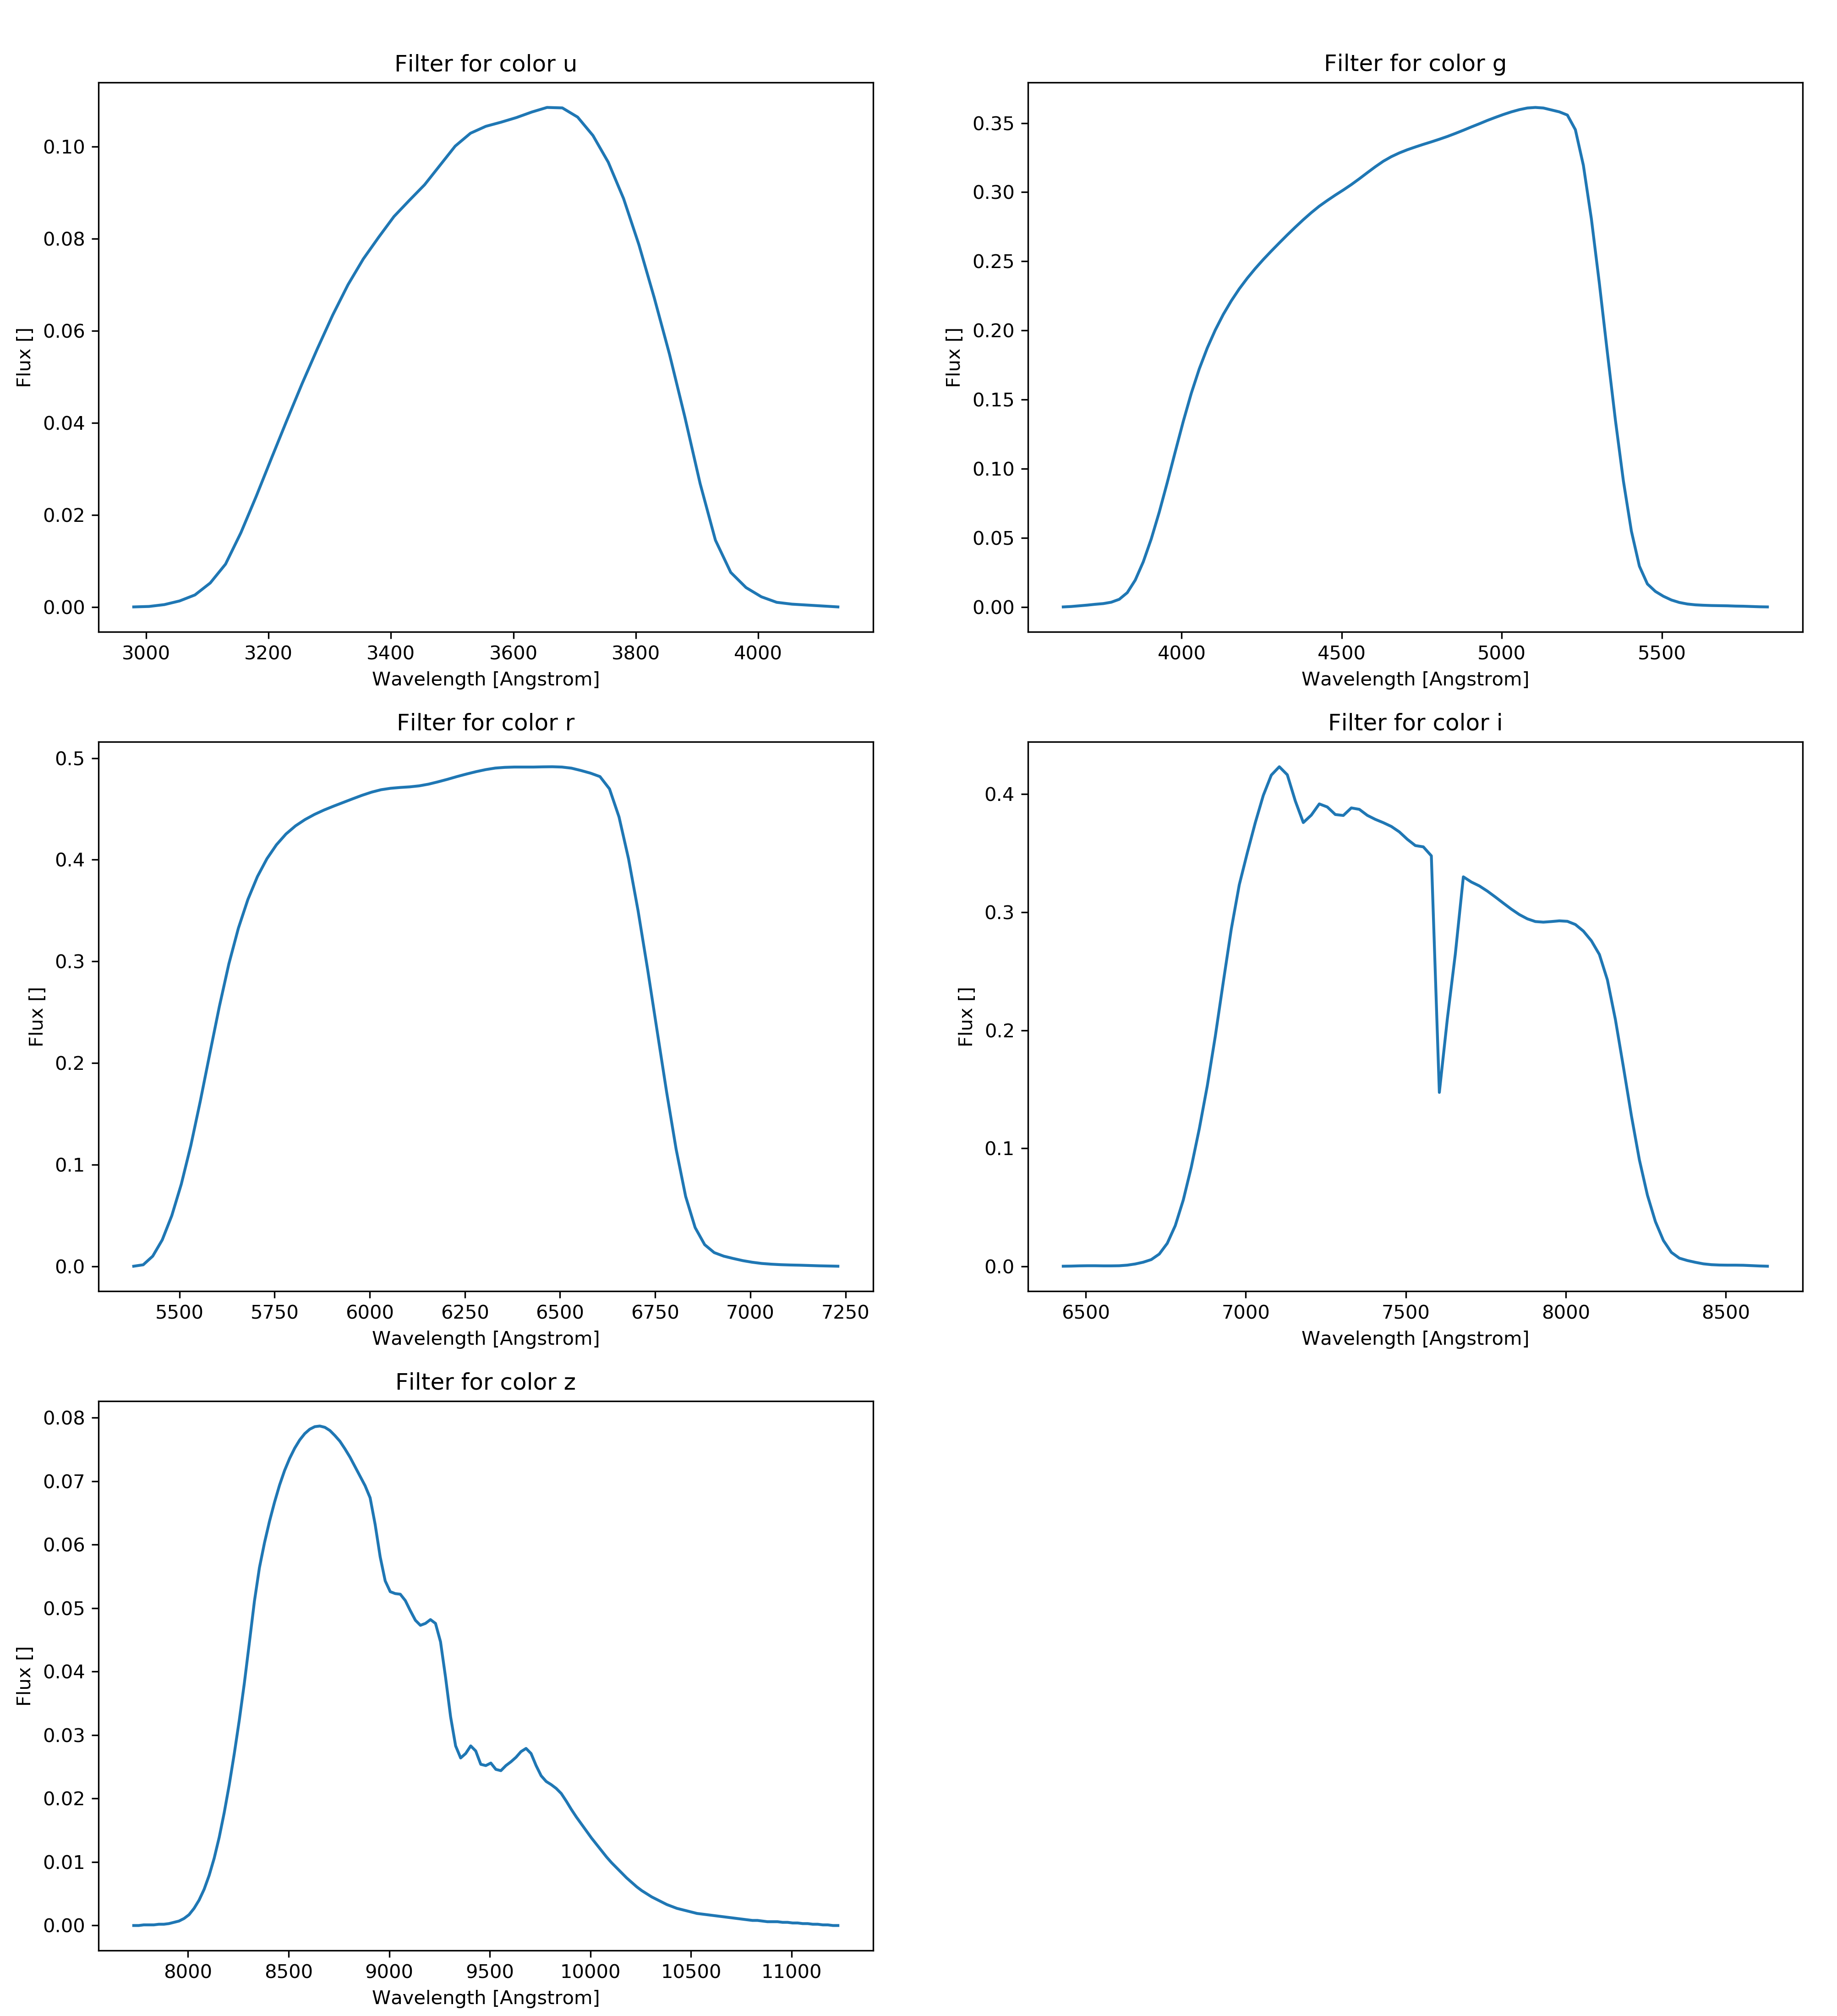 Filter for color u
Flux []
0.10
0.08
0.06
0.04
0.02
0.00
3000 3200 3400 3600 3800 4000
Wavelength [Angstrom]
Filter for color g
Flux []
0.35
0.30
0.25
0.20
0.15
0.10
0.05
0.00
4000 4500 5000 5500
Wavelength [Angstrom]
Filter for color r
Flux []
0.5
0.4
0.3
0.2
0.1
0.0
5500 5750 6000 6250 6500 6750 7000 7250
Wavelength [Angstrom]
Filter for color i
Flux []
0.4
0.3
0.2
0.1
0.0
6500 7000 7500 8000 8500
Wavelength [Angstrom]
Filter for color z
Flux []
0.08
0.07
0.06
0.05
0.04
0.03
0.02
0.01
0.00
8000 8500 9000 9500 10000 10500 11000
Wavelength [Angstrom]